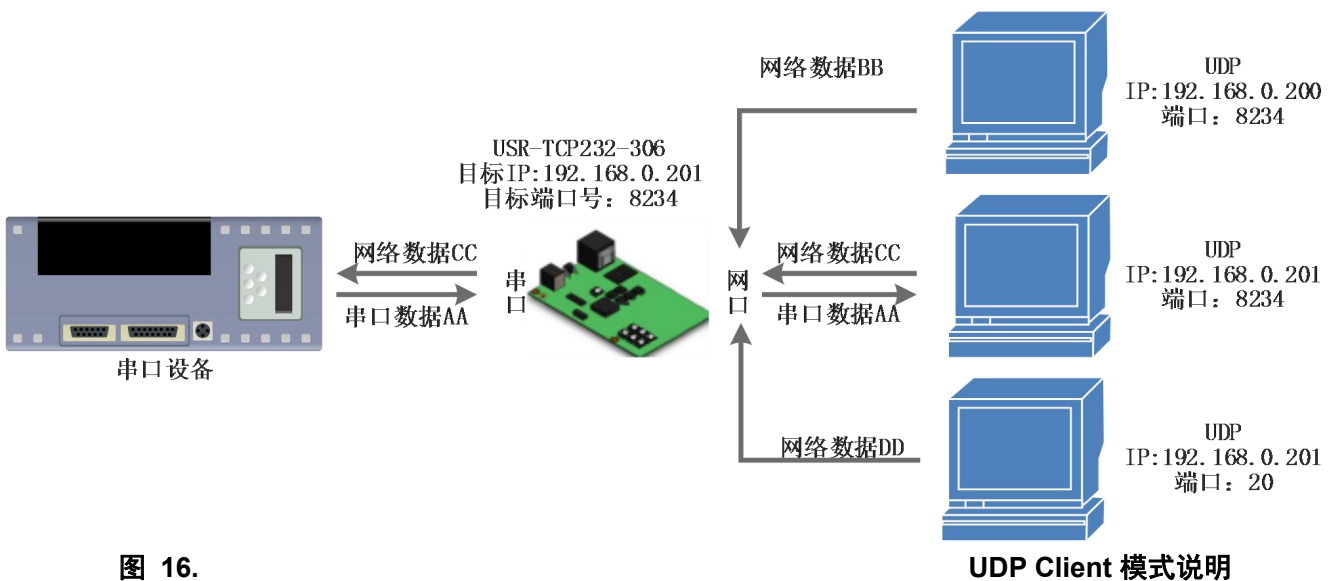 网络数据BB
UDP
IP:192.168.0.200
端口：8234
USR-TCP232-306
目标IP:192.168.0.201
目标端口号：8234
网络数据CC
串口数据AA
串口
网口
网络数据CC
串口数据AA
UDP
IP:192.168.0.201
端口：8234
串口设备
网络数据DD
UDP
IP:192.168.0.201
端口：20
图 16.
UDP Client 模式说明